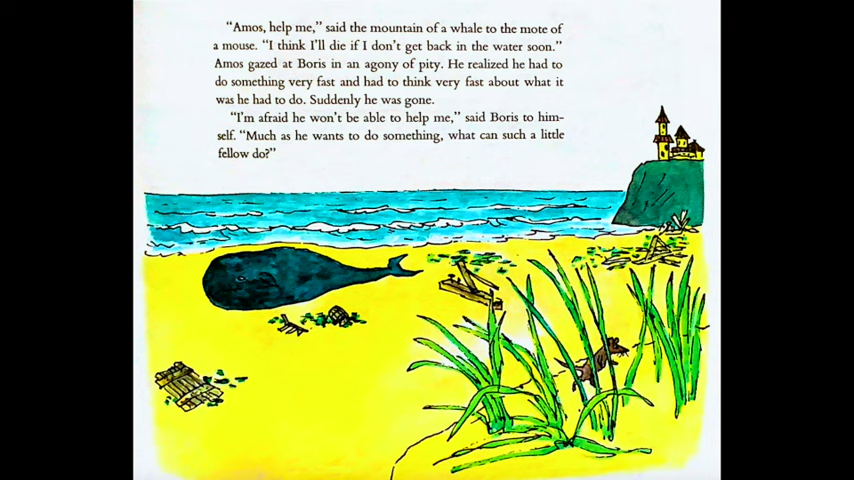 “Amos, help me,” said the mountain of a whale to the mote of
a mouse. “I think I’ll die if I don’t get back in the water soon.”
Amos gazed at Boris in an agony of pity. He realized he had to
do something very fast and had to think very fast about what it
was he had to do. Suddenly he was gone.
“I’m afraid he won’t be able to help me,” said Boris to him-
self. “Much as he wants to do something, what can such a little
fellow do?”